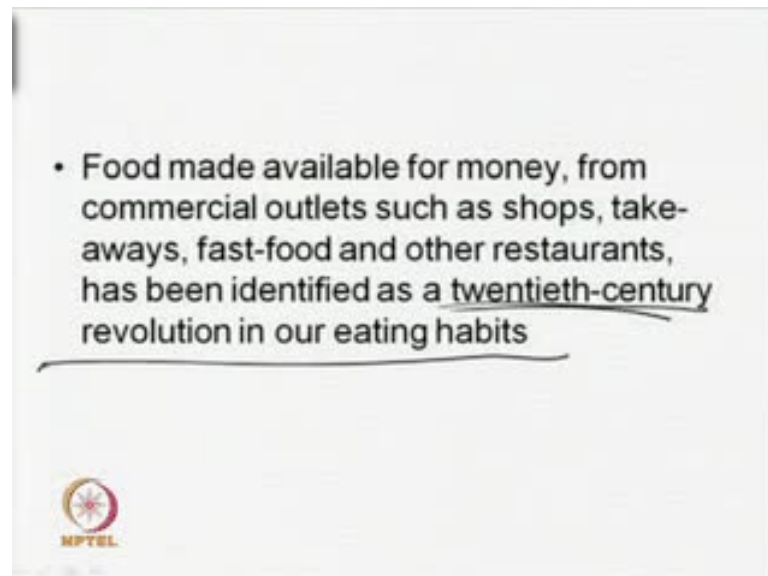 • Food made available for money, from
commercial outlets such as shops, take-
aways, fast-food and other restaurants,
has been identified as a twentieth-century
revolution in our eating habits
NPTEL